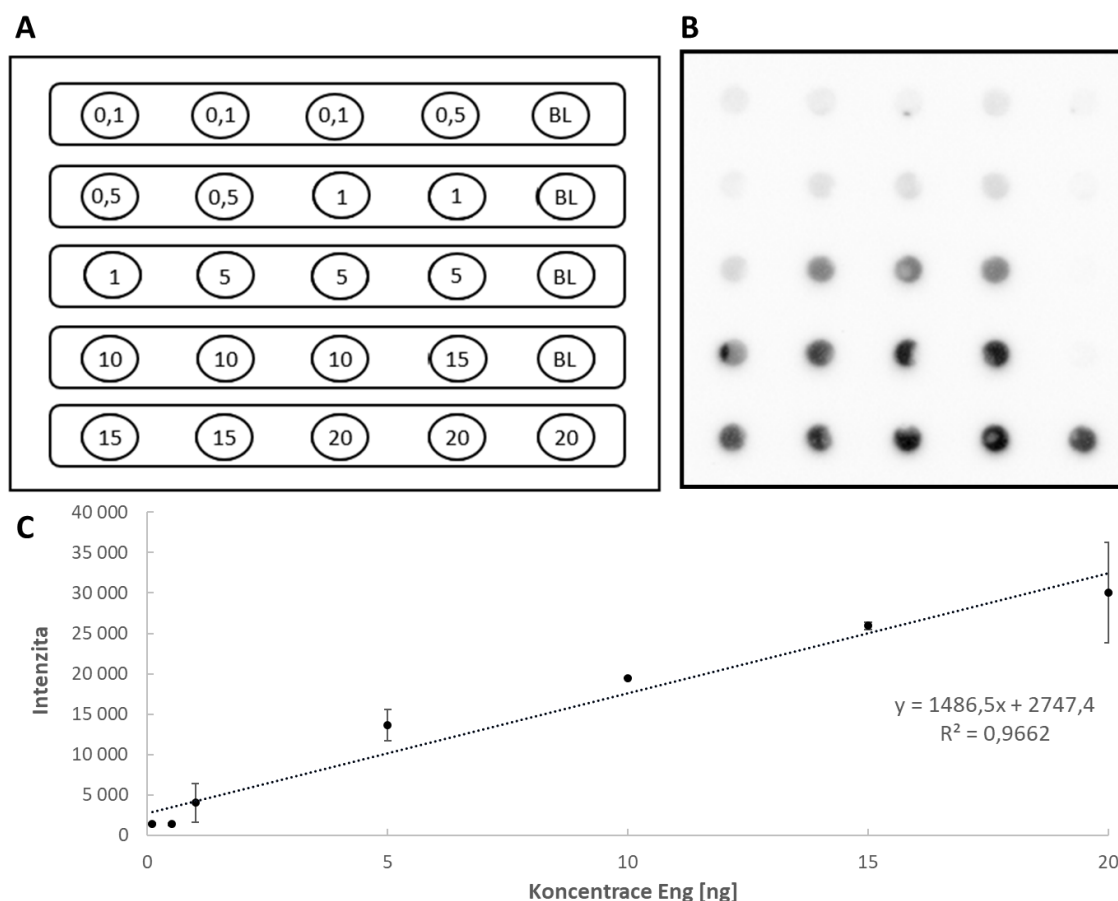 A
B
0,1 0,1 0,1 0,5 BL
0,5 0,5 1 1 BL
1 5 5 5 BL
10 10 10 15 BL
15 15 20 20 20
C
40 000
35 000
30 000
25 000
20 000
15 000
10 000
5 000
0
Intenzita
y = 1486,5x + 2747,4
R² = 0,9662
0 5 10 15 20
Koncentrace Eng [ng]